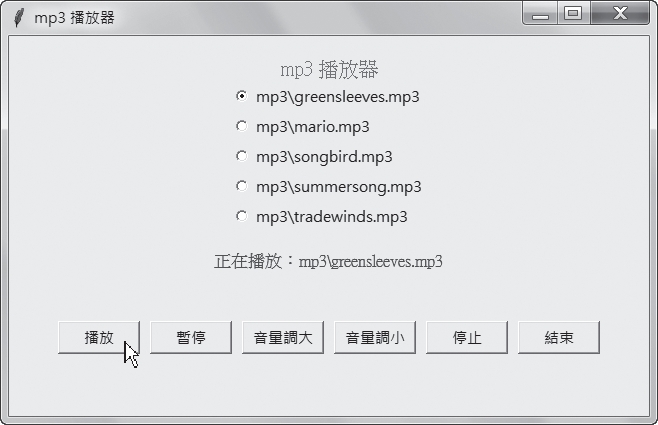 mp3 播放器
mp3 播放器
mp3\greensleeves.mp3
mp3\mario.mp3
mp3\songbird.mp3
mp3\summersong.mp3
mp3\tradewinds.mp3
正在播放：mp3\greensleeves.mp3
播放 暫停 音量調大 音量調小 停止 結束